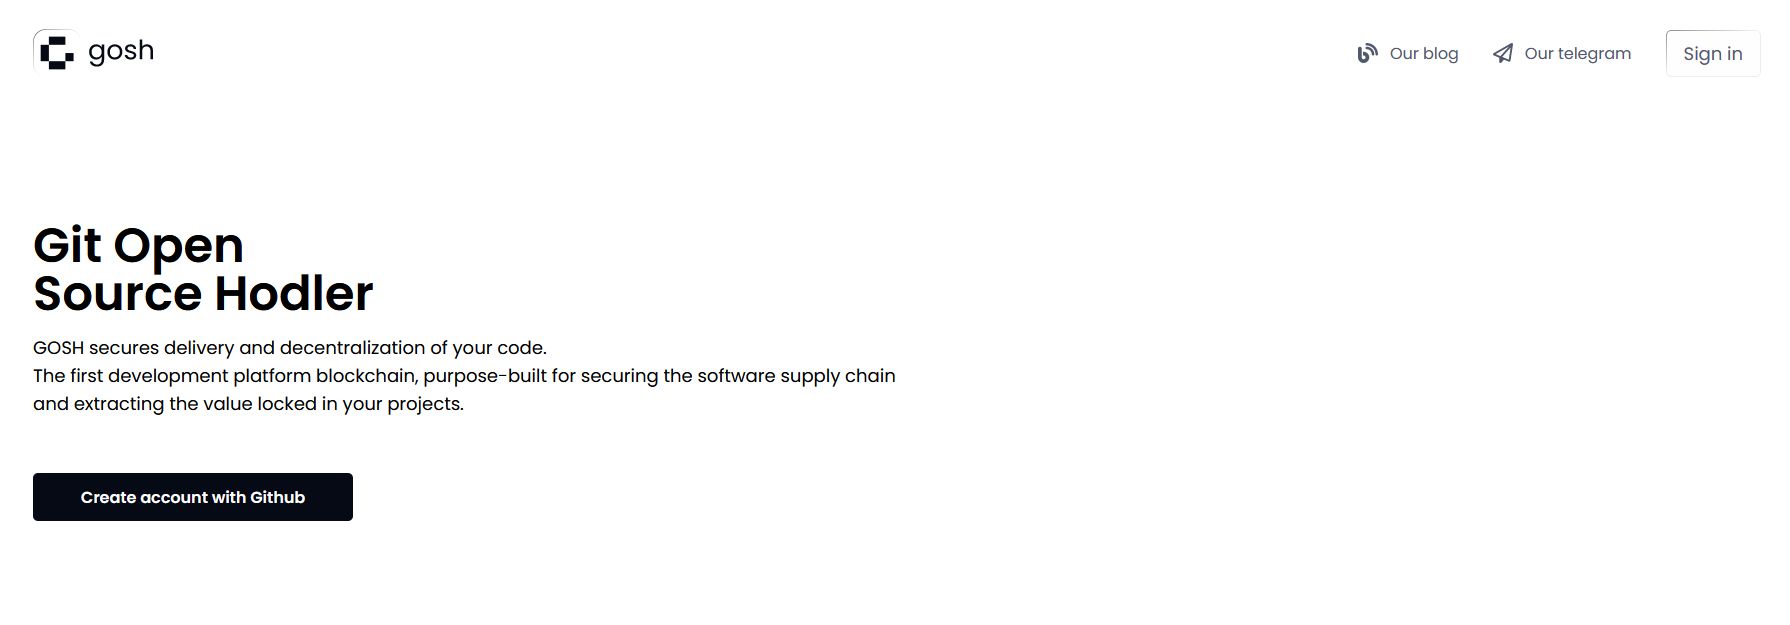 gosh
Our blog
Our telegram
Sign in
Git Open
Source Hodler
GOSH secures delivery and decentralization of your code.
The first development platform blockchain, purpose-built for securing the software supply chain
and extracting the value locked in your projects.
Create account with Github